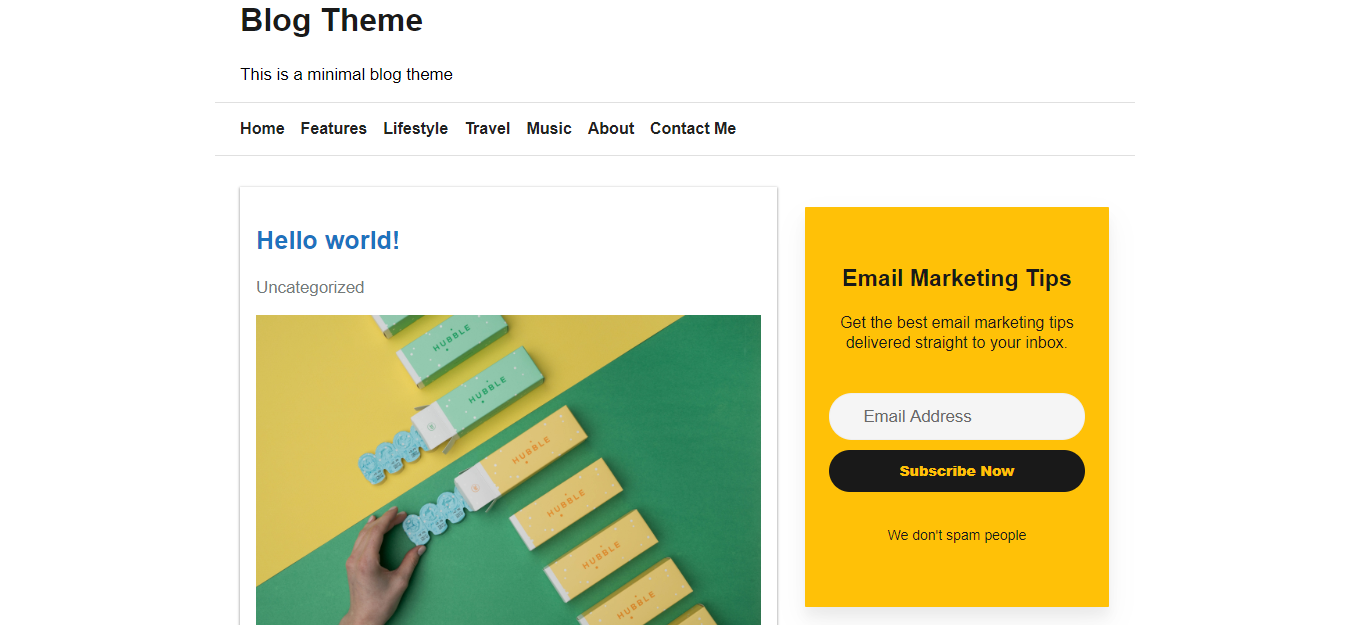 Blog Theme
This is a minimal blog theme
Home Features Lifestyle Travel Music About Contact Me
Hello world!
Uncategorized
HUBBLE
HUBBLE
HUBBLE
HUBBLE
HUBBLE
HUBBLE
Email Marketing Tips
Get the best email marketing tips
delivered straight to your inbox.
Email Address
Subscribe Now
We don't spam people